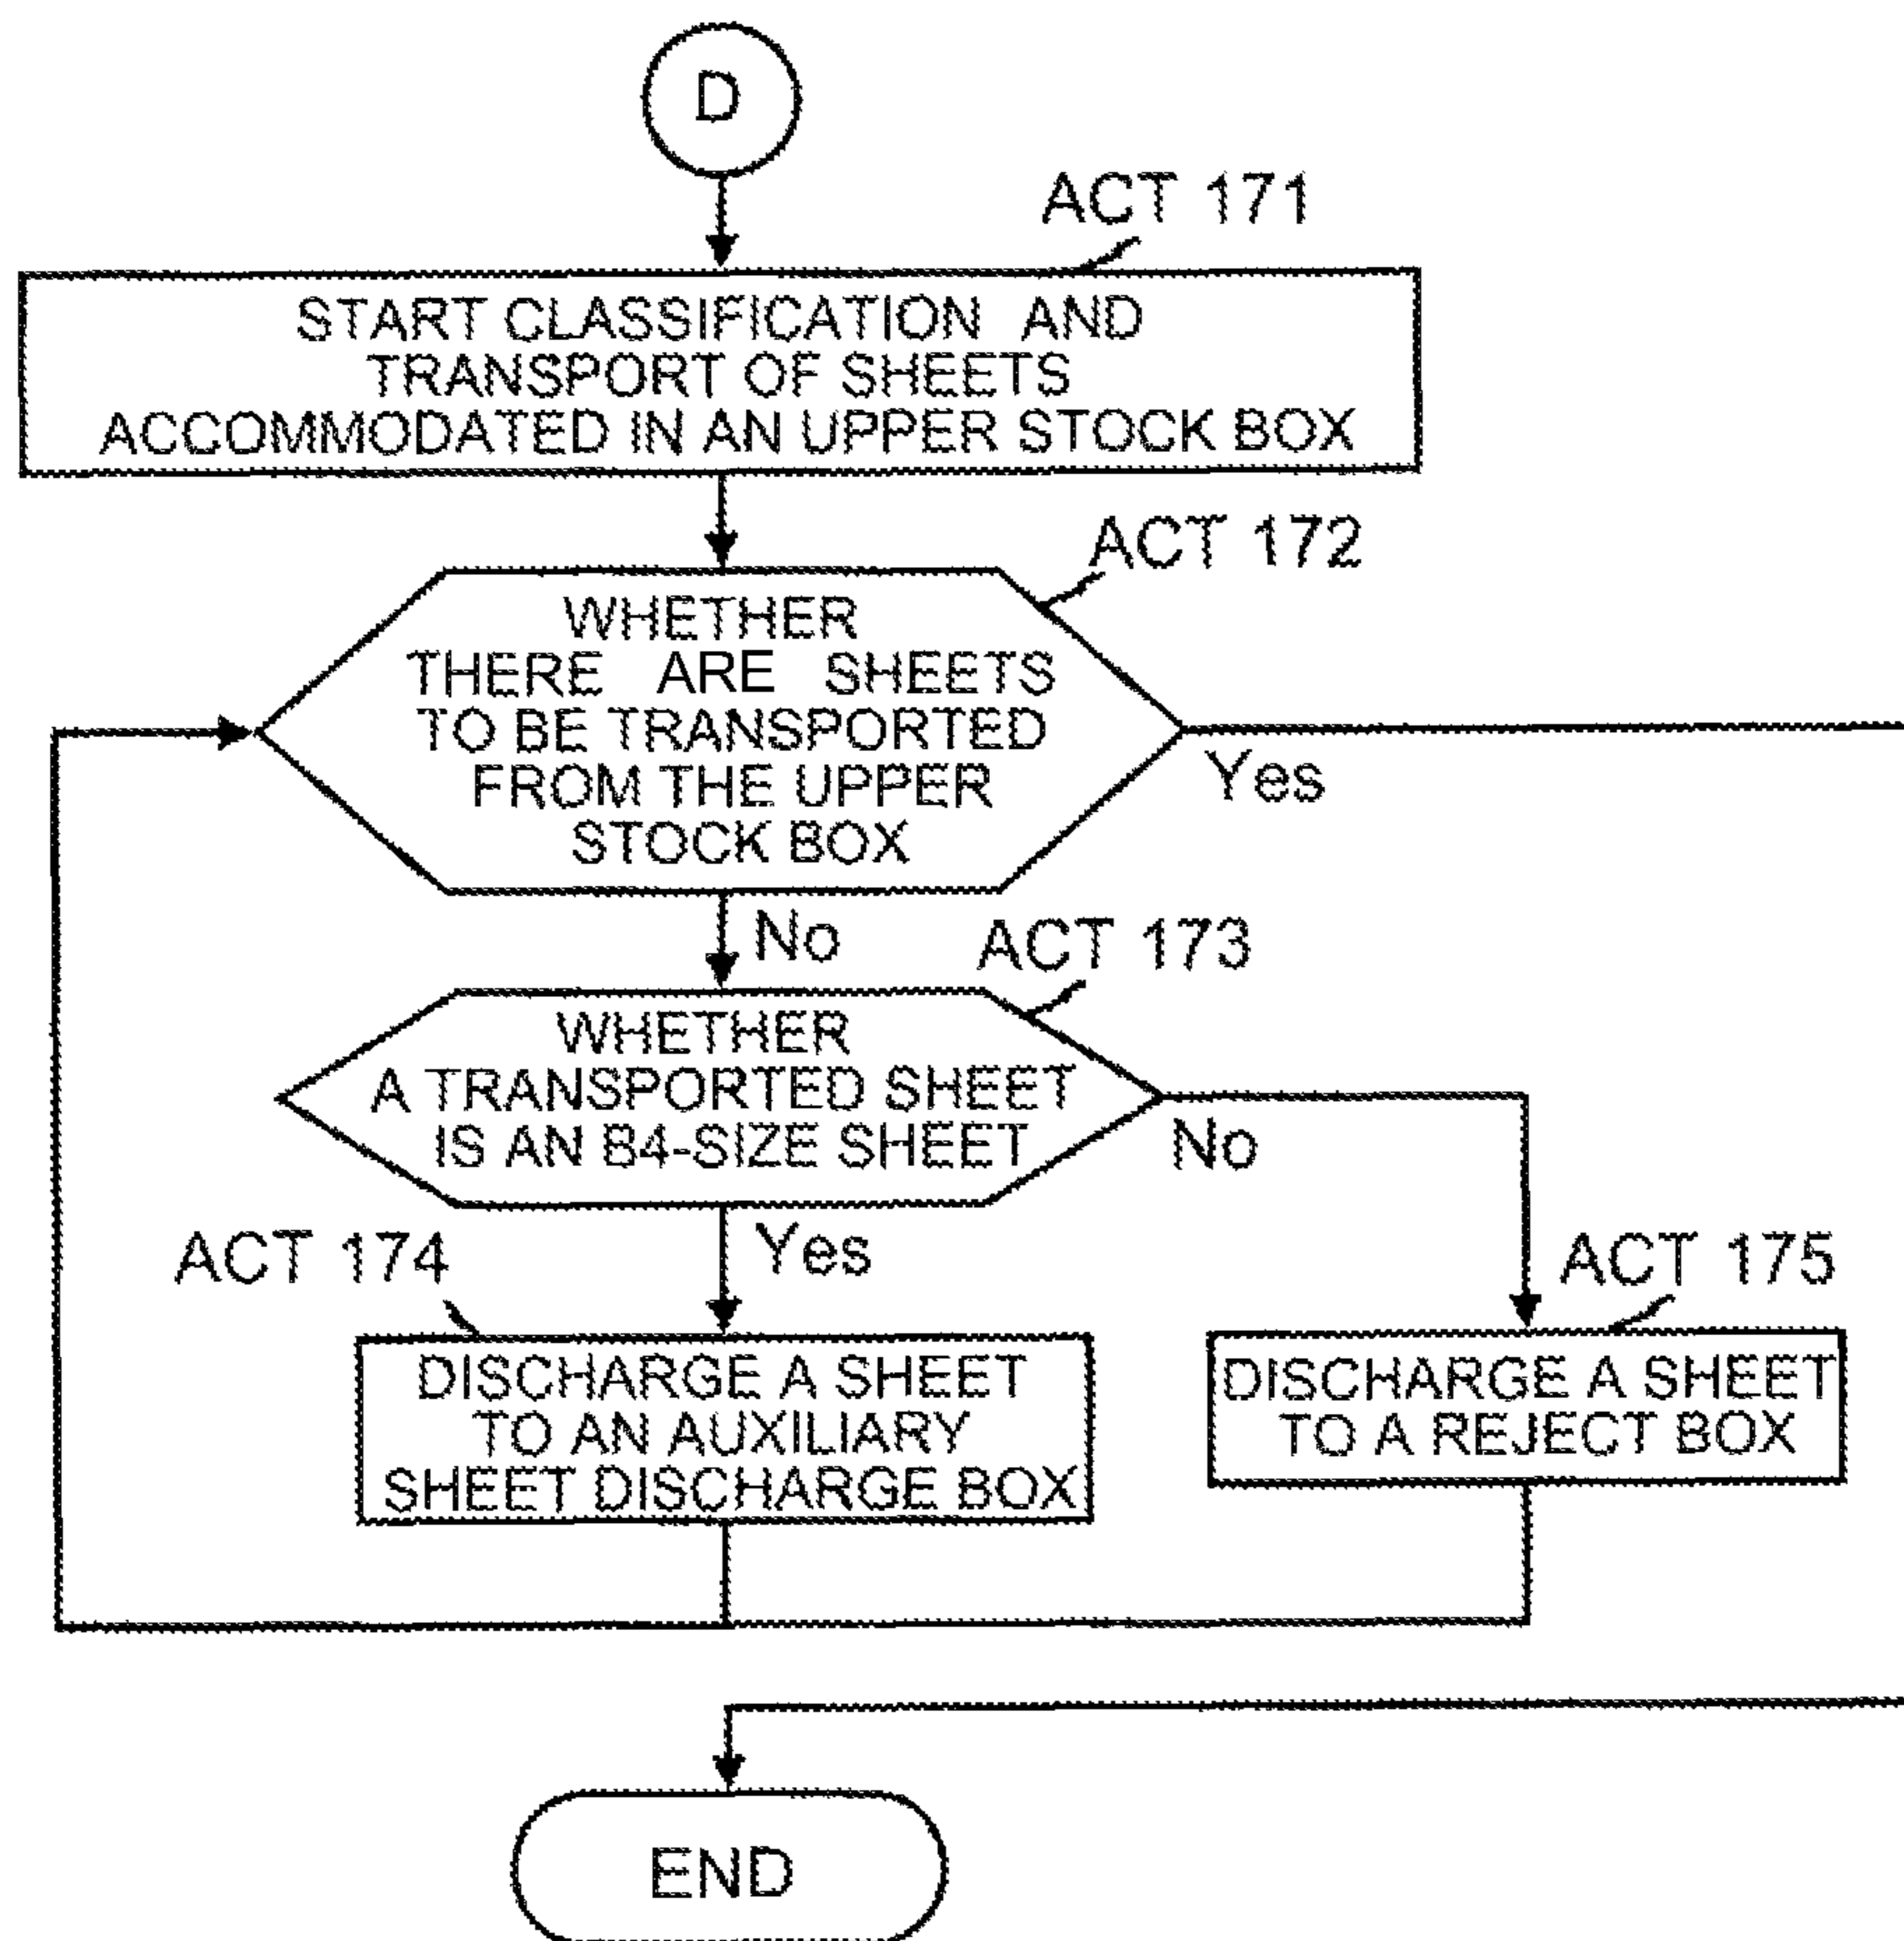 D
ACT 171
START CLASSIFICATION AND
TRANSPORT OF SHEETS
ACCOMMODATED IN AN UPPER STOCK BOX
ACT 172
WHETHER
THERE ARE SHEETS
TO BE TRANSPORTED
FROM THE UPPER
STOCK BOX
Yes
No
ACT 173
WHETHER
A TRANSPORTED SHEET
IS AN B4-SIZE SHEET
No
Yes
ACT 174
ACT 175
DISCHARGE A SHEET
TO AN AUXILIARY
SHEET DISCHARGE BOX
DISCHARGE A SHEET
TO A REJECT BOX
END